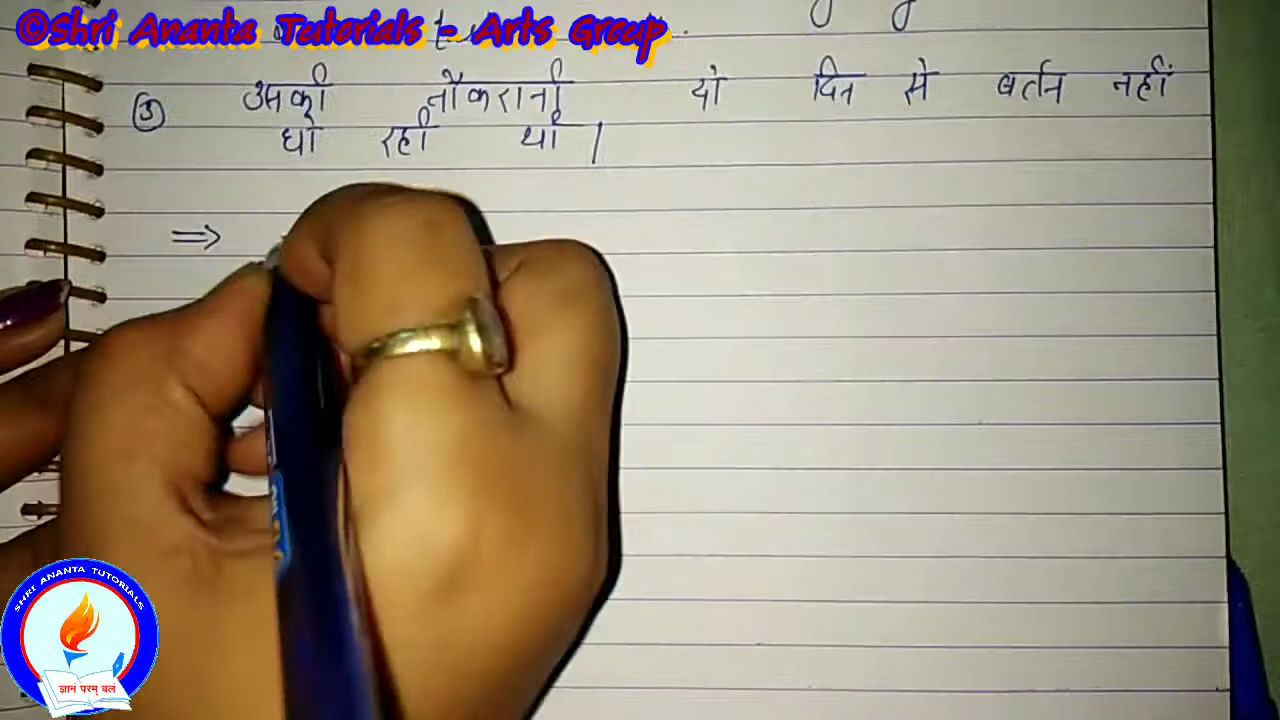 ©Shri Ananta Tutorials - Arts Group
③ उसकी नौकरानी दो दिन से बर्तन नहीं
धो रही थी |
⇒
SHRI ANANTA TUTORIALS
ज्ञानं परमं बलं